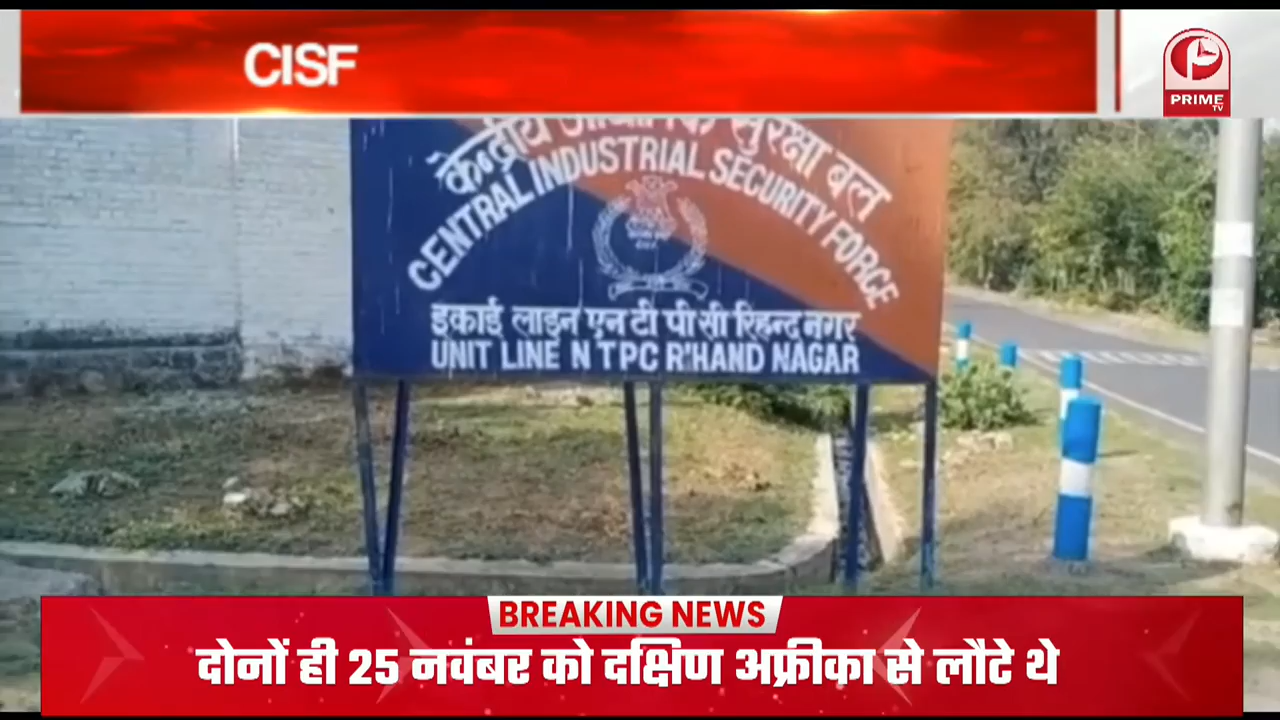 CISF
PRIME
TV
केन्द्रीय औद्योगिक सुरक्षा बल
CENTRAL INDUSTRIAL SECURITY FORCE
इकाई लाइन एन टी पी सी रिहन्द नगर
UNIT LINE N TPC R'HAND NAGAR
BREAKING NEWS
दोनों ही 25 नवंबर को दक्षिण अफ्रीका से लौटे थे